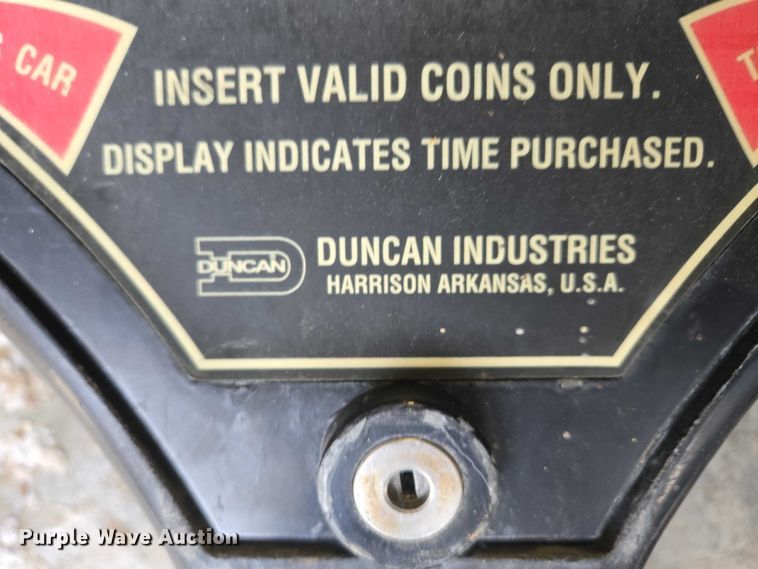 CAR
INSERT VALID COINS ONLY.
DISPLAY INDICATES TIME PURCHASED.
DUNCAN
DUNCAN INDUSTRIES
HARRISON ARKANSAS, U.S.A.
Purple Wave Auction